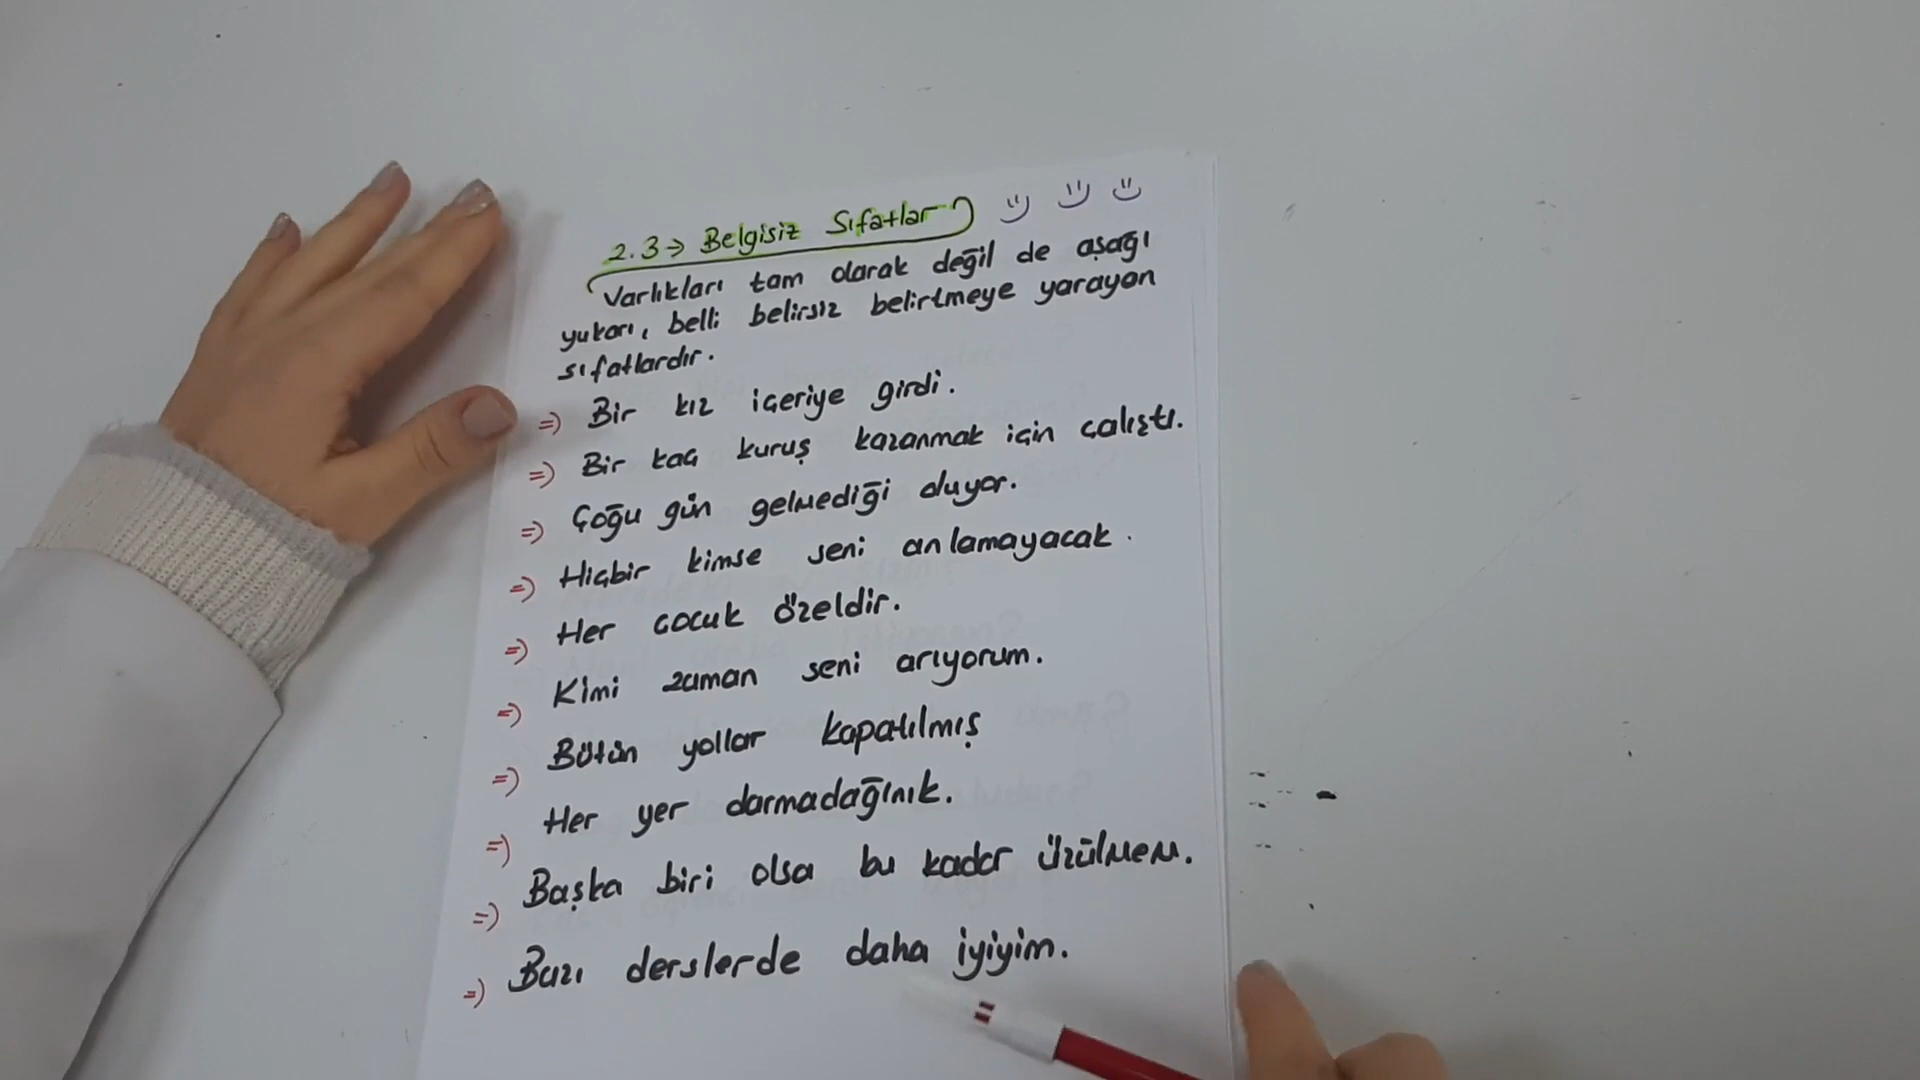 2.3→ Belgisiz Sıfatlar
Varlıkları tam olarak değil de aşağı
yukarı, belli belirsiz belirtmeye yarayan
sıfatlardır.
=) Bir kız içeriye girdi.
=) Bir kaç kuruş kazanmak için çalıştı.
=) Çoğu gün gelmediği oluyor.
=) Hiçbir kimse seni anlamayacak.
=) Her çocuk özeldir.
=) Kimi zaman seni arıyorum.
=) Bütün yollar kapatılmış
=) Her yer darmadağınık.
=) Başka biri olsa bu kadar üzülmem.
=) Bazı derslerde daha iyiyim.